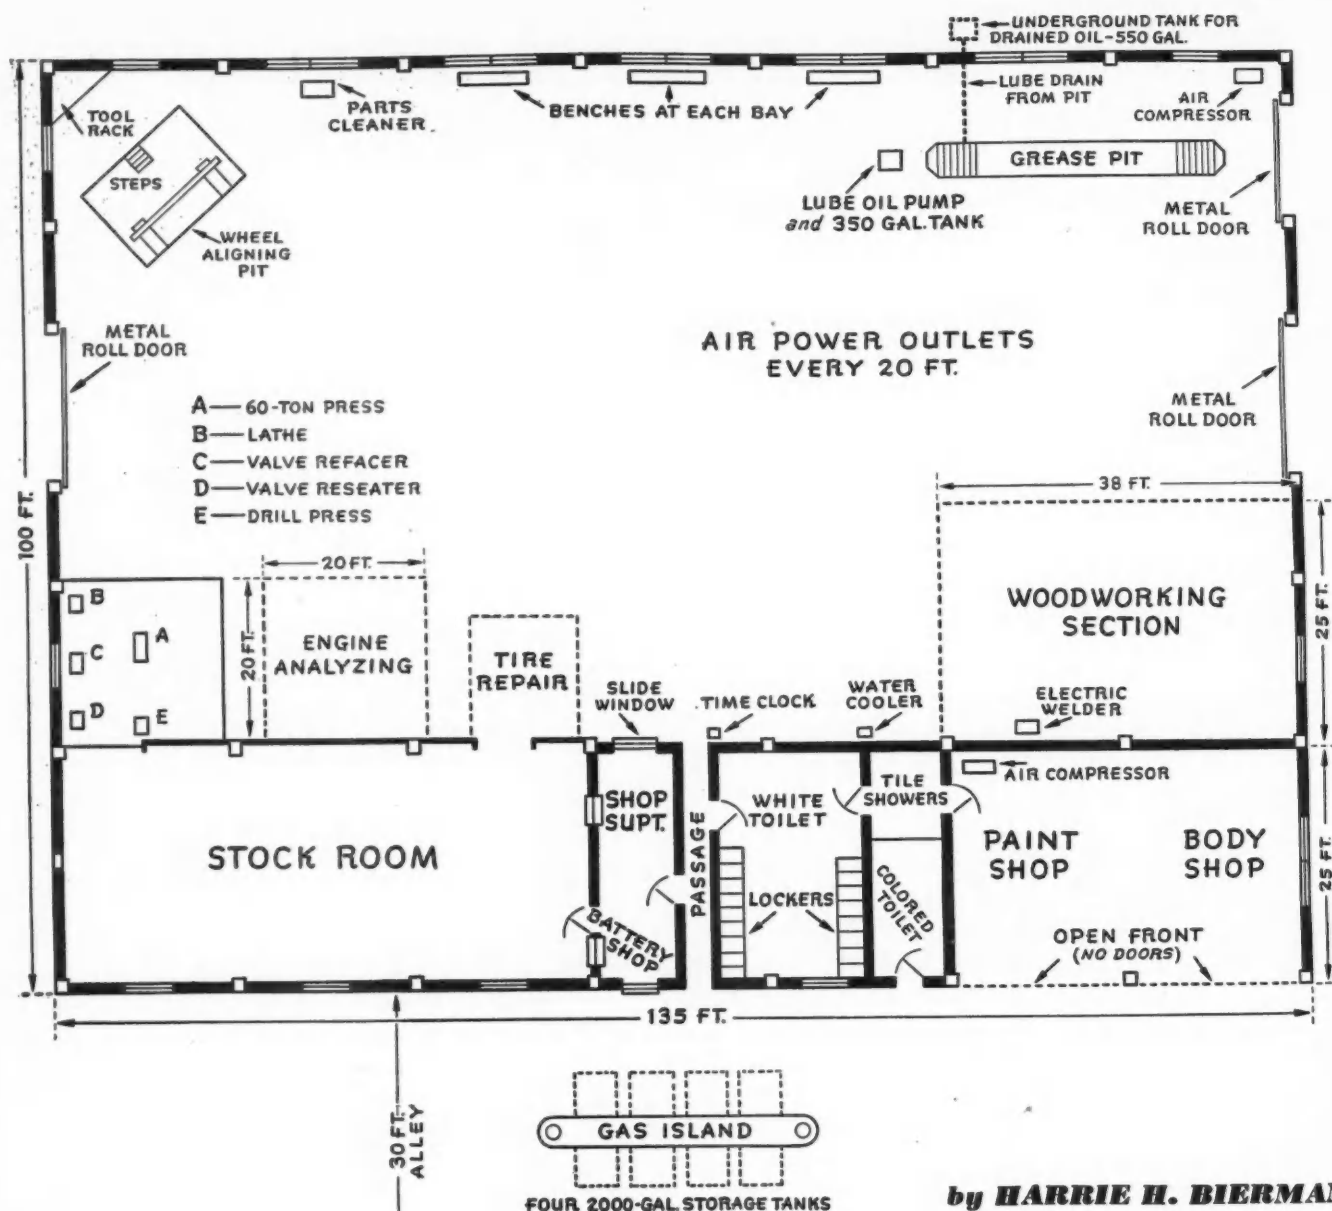 UNDERGROUND TANK FOR
DRAINED OIL-550 GAL.
TOOL
RACK
PARTS
CLEANER
BENCHES AT EACH BAY
LUBE DRAIN
FROM PIT
AIR
COMPRESSOR
STEPS
GREASE PIT
LUBE OIL PUMP
and 350 GAL. TANK
METAL
ROLL DOOR
WHEEL
ALIGNING
PIT
METAL
ROLL DOOR
AIR POWER OUTLETS
EVERY 20 FT.
METAL
ROLL DOOR
A — 60-TON PRESS
B — LATHE
C — VALVE REFACER
D — VALVE RESEATER
E — DRILL PRESS
38 FT.
100 FT.
20 FT.
20 FT.
B
A
C
D
E
ENGINE
ANALYZING
TIRE
REPAIR
WOODWORKING
SECTION
25 FT.
SLIDE
WINDOW
TIME CLOCK
WATER
COOLER
ELECTRIC
WELDER
AIR COMPRESSOR
STOCK ROOM
SHOP
SUPT.
BATTERY
SHOP
PASSAGE
WHITE
TOILET
LOCKERS
TILE
SHOWERS
COLORED
TOILET
PAINT
SHOP
BODY
SHOP
25 FT.
OPEN FRONT
(NO DOORS)
135 FT.
30 FT.
ALLEY
GAS ISLAND
FOUR 2000-GAL. STORAGE TANKS
by HARRIE H. BIERMAN